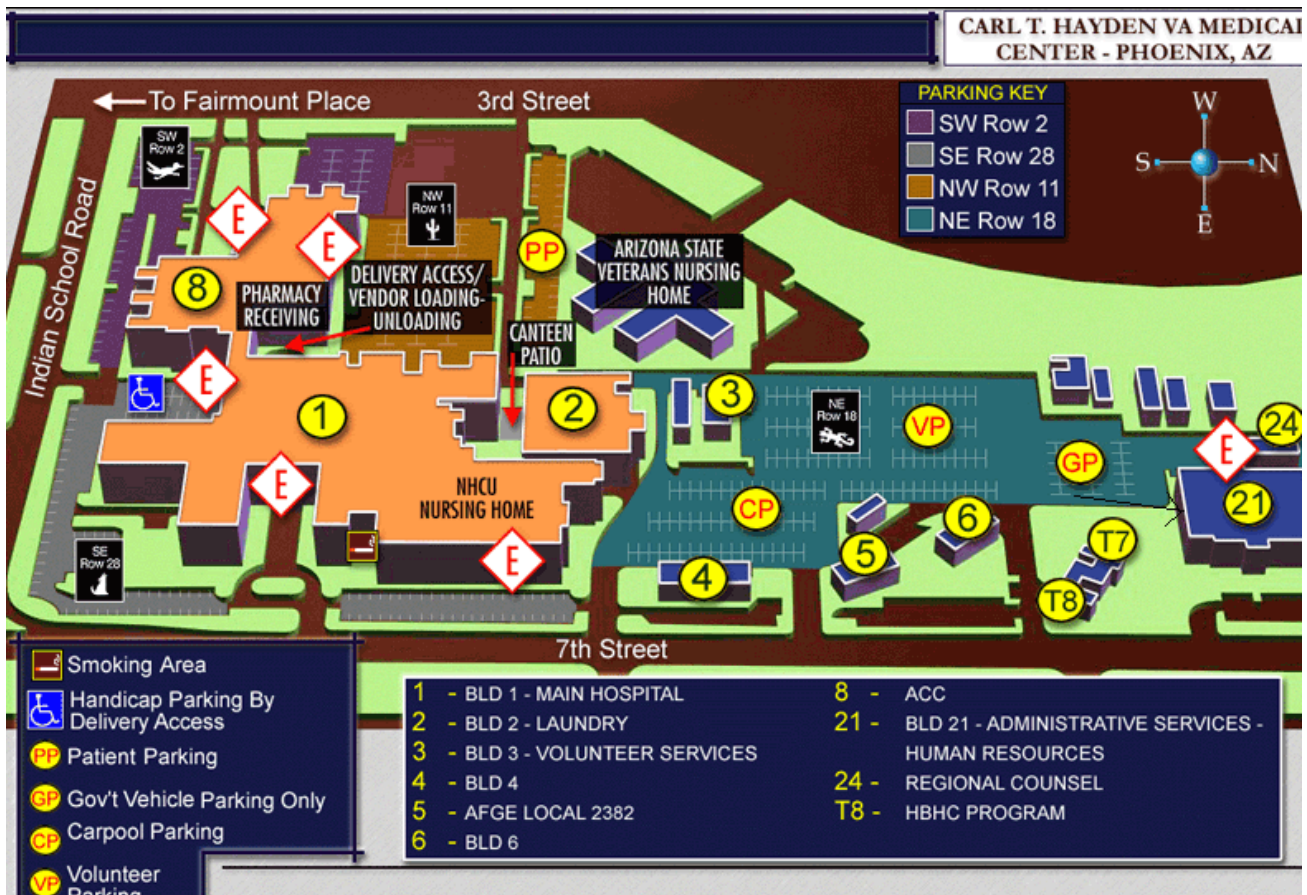 CARL T. HAYDEN VA MEDICAL
CENTER - PHOENIX, AZ
To Fairmount Place
3rd Street
PARKING KEY
SW Row 2
SE Row 28
NW Row 11
NE Row 18
W
S
N
E
SW
Row 2
Indian School Road
E
E
NW
Row 11
PP
ARIZONA STATE
VETERANS NURSING
HOME
8
PHARMACY
RECEIVING
DELIVERY ACCESS/
VENDOR LOADING-
UNLOADING
CANTEEN
PATIO
E
1
2
3
NE
Row 18
VP
GP
E
24
E
NHCU
NURSING HOME
CP
21
SE
Row 28
E
4
5
6
T7
T8
7th Street
Smoking Area
Handicap Parking By
Delivery Access
PP Patient Parking
GP Gov't Vehicle Parking Only
CP Carpool Parking
VP Volunteer
Parking
1 - BLD 1 - MAIN HOSPITAL
2 - BLD 2 - LAUNDRY
3 - BLD 3 - VOLUNTEER SERVICES
4 - BLD 4
5 - AFGE LOCAL 2382
6 - BLD 6
8 - ACC
21 - BLD 21 - ADMINISTRATIVE SERVICES -
HUMAN RESOURCES
24 - REGIONAL COUNSEL
T8 - HBHC PROGRAM